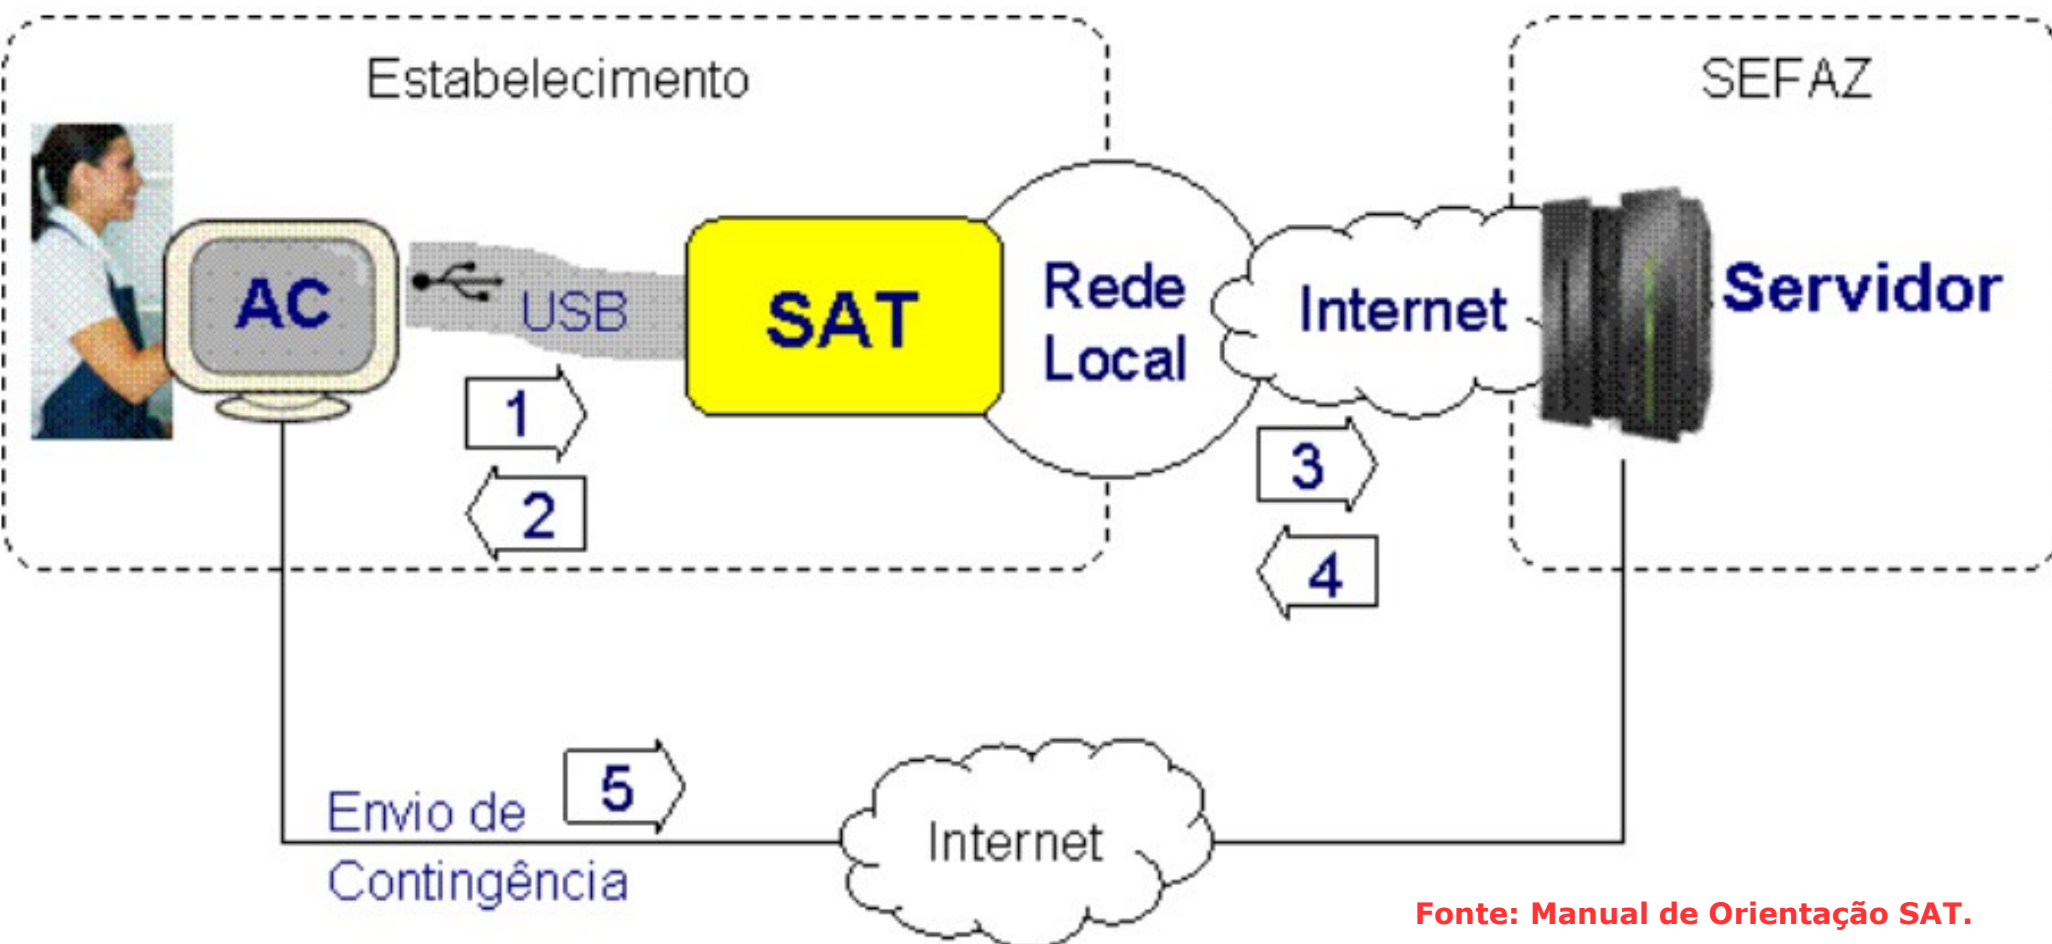 Estabelecimento
SEFAZ
AC
USB
SAT
Rede
Local
Internet
Servidor
1
2
3
4
5
Envio de
Contingência
Internet
Fonte: Manual de Orientação SAT.